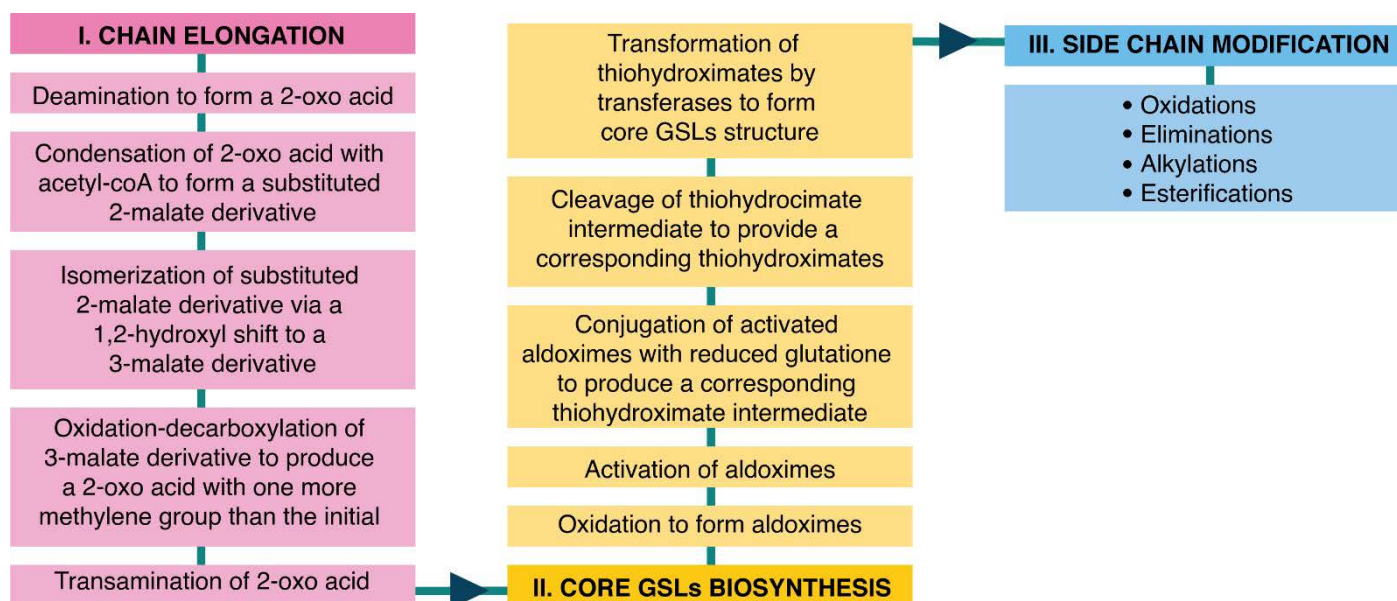 I. CHAIN ELONGATION
Deamination to form a 2-oxo acid
Condensation of 2-oxo acid with
acetyl-coA to form a substituted
2-malate derivative
Isomerization of substituted
2-malate derivative via a
1,2-hydroxyl shift to a
3-malate derivative
Oxidation-decarboxylation of
3-malate derivative to produce
a 2-oxo acid with one more
methylene group than the initial
Transamination of 2-oxo acid
Transformation of
thiohydroximates by
transferases to form
core GSLs structure
Cleavage of thiohydrocimate
intermediate to provide a
corresponding thiohydroximates
Conjugation of activated
aldoximes with reduced glutatione
to produce a corresponding
thiohydroximate intermediate
Activation of aldoximes
Oxidation to form aldoximes
II. CORE GSLs BIOSYNTHESIS
III. SIDE CHAIN MODIFICATION
• Oxidations
• Eliminations
• Alkylations
• Esterifications